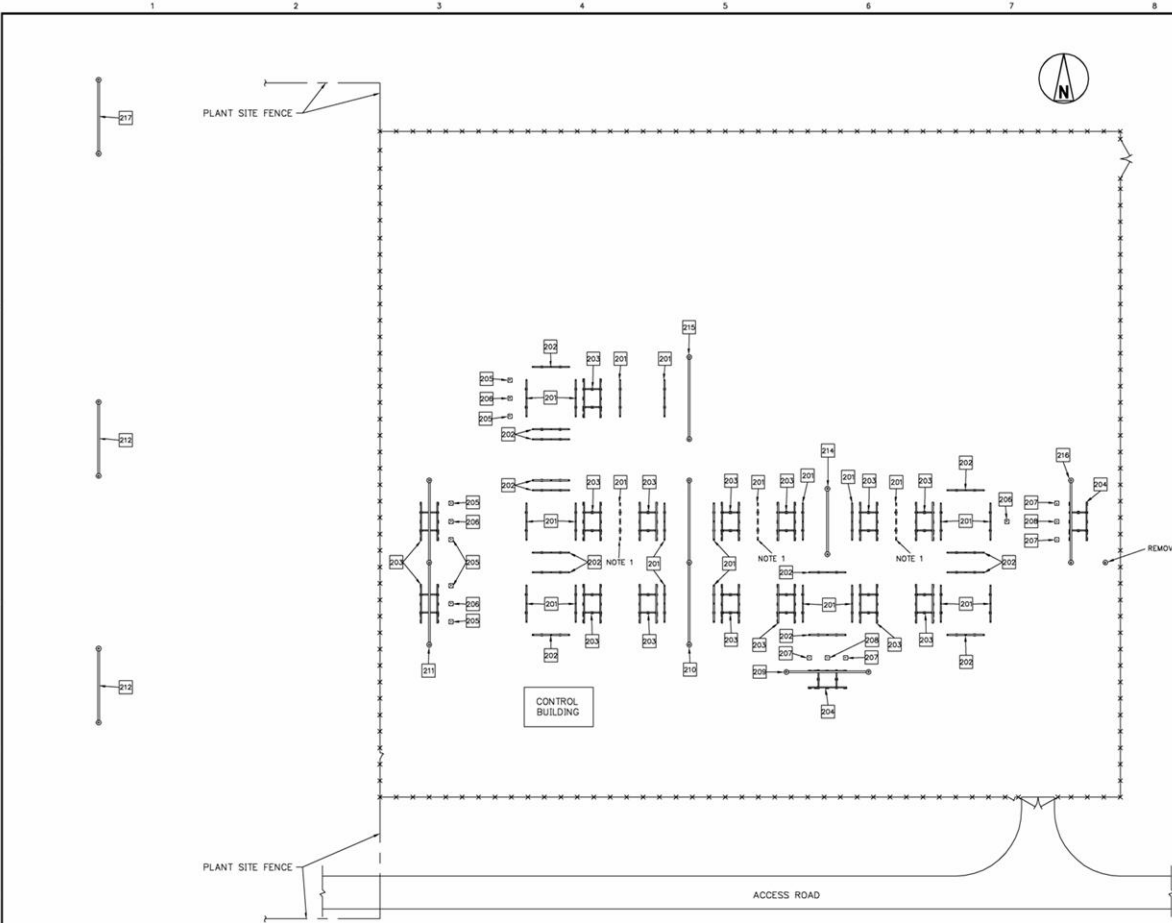 1 2 3 4 5 6 7 8
N
217
PLANT SITE FENCE
215
202 203 201 201
205
206 201
205
202
214
216
212
202 203 201 203 203 201 203 201 201 203 201 203 202 204
205 207
206 201 201 206 208
205 207
NOTE 1 NOTE 1 NOTE 1 REMOV
203 205 202 201 201 202 202
205
206 201 201 201
205
203 203 203 203 203 203
202 202 208 202
211 210 207 207
209
212
204
CONTROL
BUILDING
PLANT SITE FENCE
ACCESS ROAD